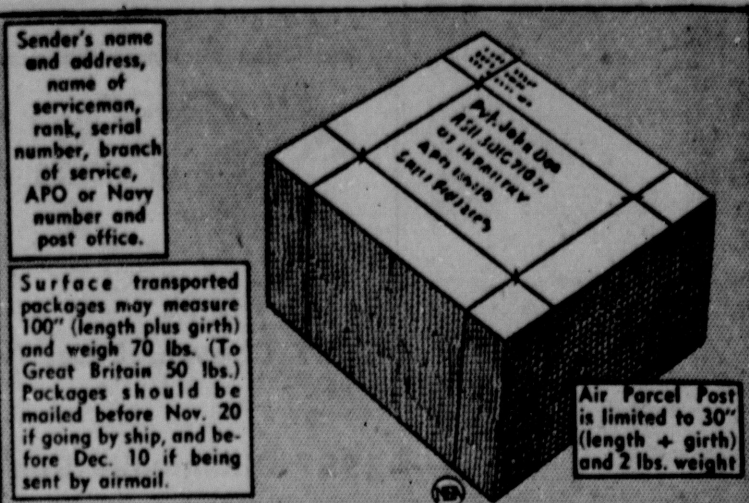 Sender's name
and address,
name of
serviceman,
rank, serial
number, branch
of service,
APO or Navy
number and
post office.
Pvt. John Doe
Surface transported
packages may measure
100" (length plus girth)
and weigh 70 lbs. (To
Great Britain 50 lbs.)
Packages should be
mailed before Nov. 20
if going by ship, and be-
fore Dec. 10 if being
sent by airmail.
Air Parcel Post
is limited to 30"
(length + girth)
and 2 lbs. weight
NEA